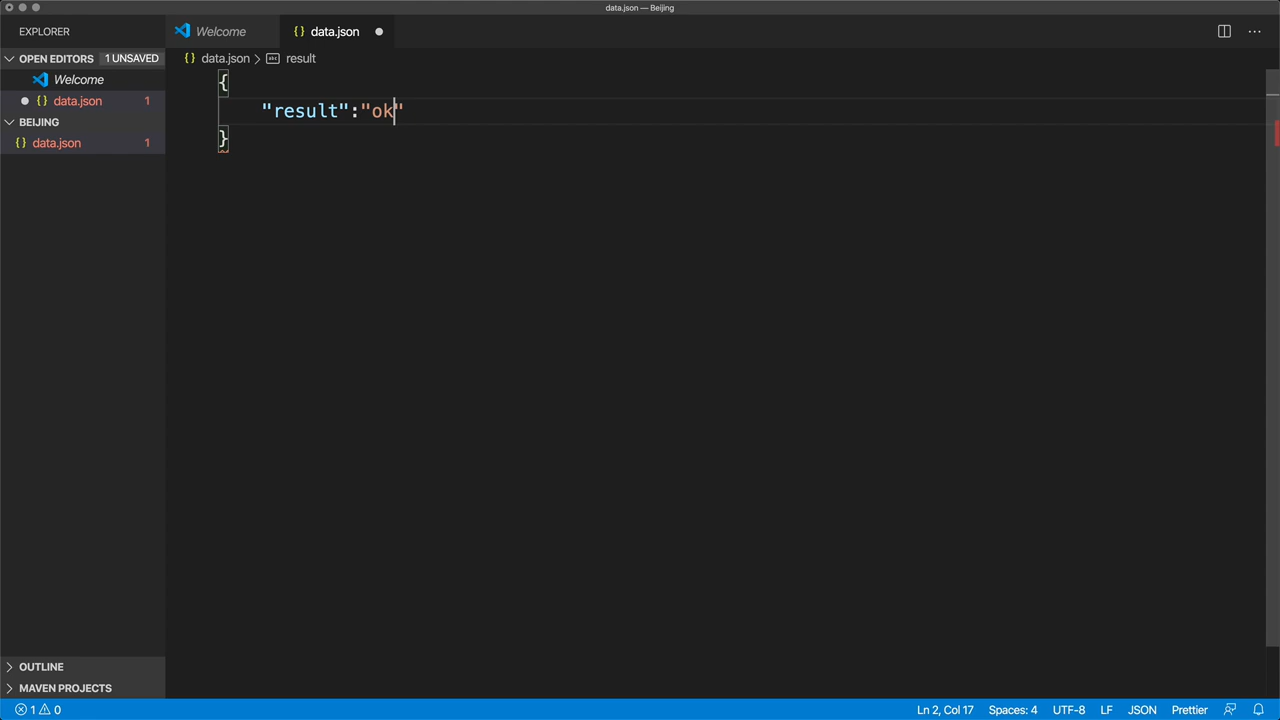 data.json — Beijing
EXPLORER
Welcome
data.json
OPEN EDITORS 1 UNSAVED
data.json result
Welcome
data.json 1
BEIJING
data.json 1
{
"result":"ok"
}
OUTLINE
MAVEN PROJECTS
1 0
Ln 2, Col 17 Spaces: 4 UTF-8 LF JSON Prettier